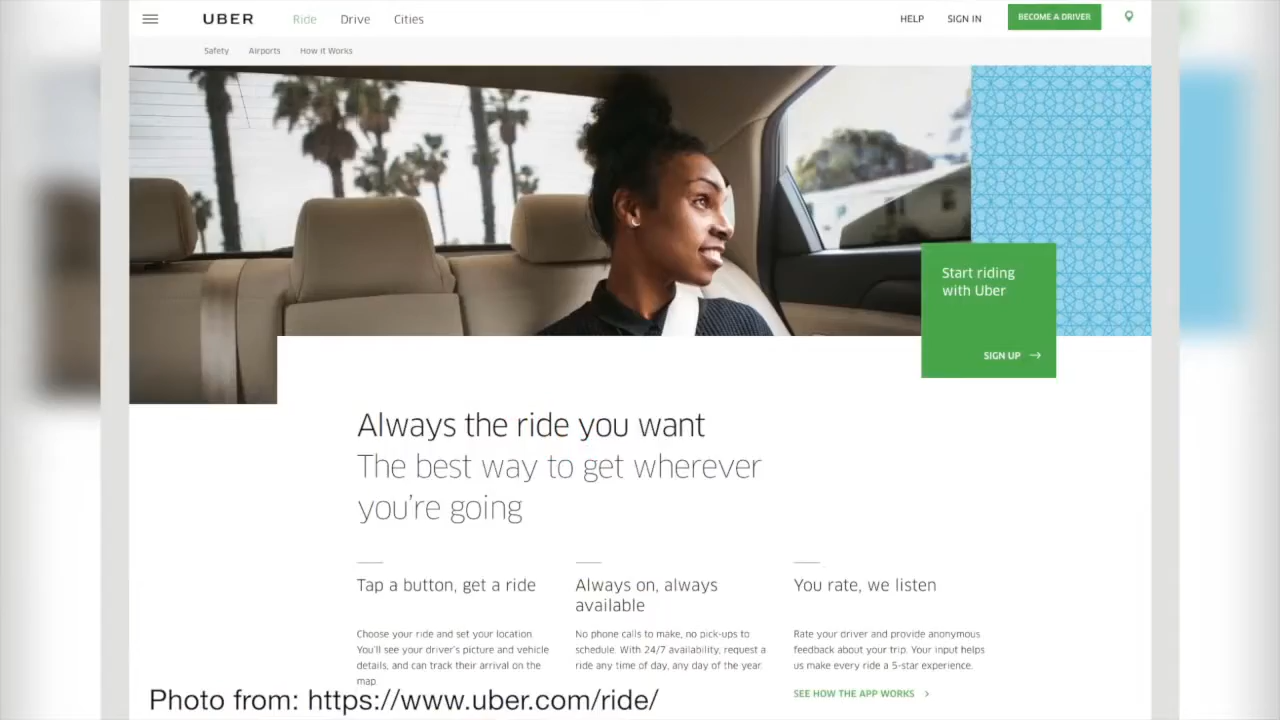 UBER Ride Drive Cities HELP SIGN IN BECOME A DRIVER
Safety Airports How it Works
Start riding
with Uber
SIGN UP →
Always the ride you want
The best way to get wherever
you're going
Tap a button, get a ride
Choose your ride and set your location.
You'll see your driver's picture and vehicle
details, and can track their arrival on the
map.
Always on, always
available
No phone calls to make, no pick-ups to
schedule. With 24/7 availability, request a
ride any time of day, any day of the year.
You rate, we listen
Rate your driver and provide anonymous
feedback about your trip. Your input helps
us make every ride a 5-star experience.
SEE HOW THE APP WORKS >
Photo from: https://www.uber.com/ride/